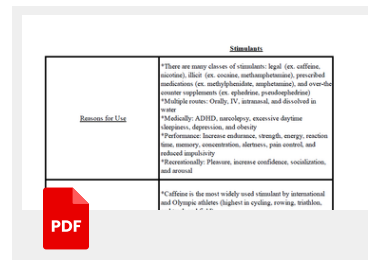 Stimulants
Reasons for Use
*There are many classes of stimulants: legal (ex. caffeine,
nicotine), illicit (ex. cocaine, methamphetamine), prescribed
medications (ex. methylphenidate, amphetamine), and over-the
counter supplements (ex. ephedrine, pseudoephedrine)
*Multiple routes: Orally, IV, intranasal, and dissolved in
water
*Medically: ADHD, narcolepsy, excessive daytime
sleepiness, depression, and obesity
*Performance: Increase endurance, strength, energy, reaction
time, memory, concentration, alertness, pain control, and
reduced impulsivity
*Recreationally: Pleasure, increase confidence, socialization,
and arousal
*Caffeine is the most widely used stimulant by international
and Olympic athletes (highest in cycling, rowing, triathlon,
PDF